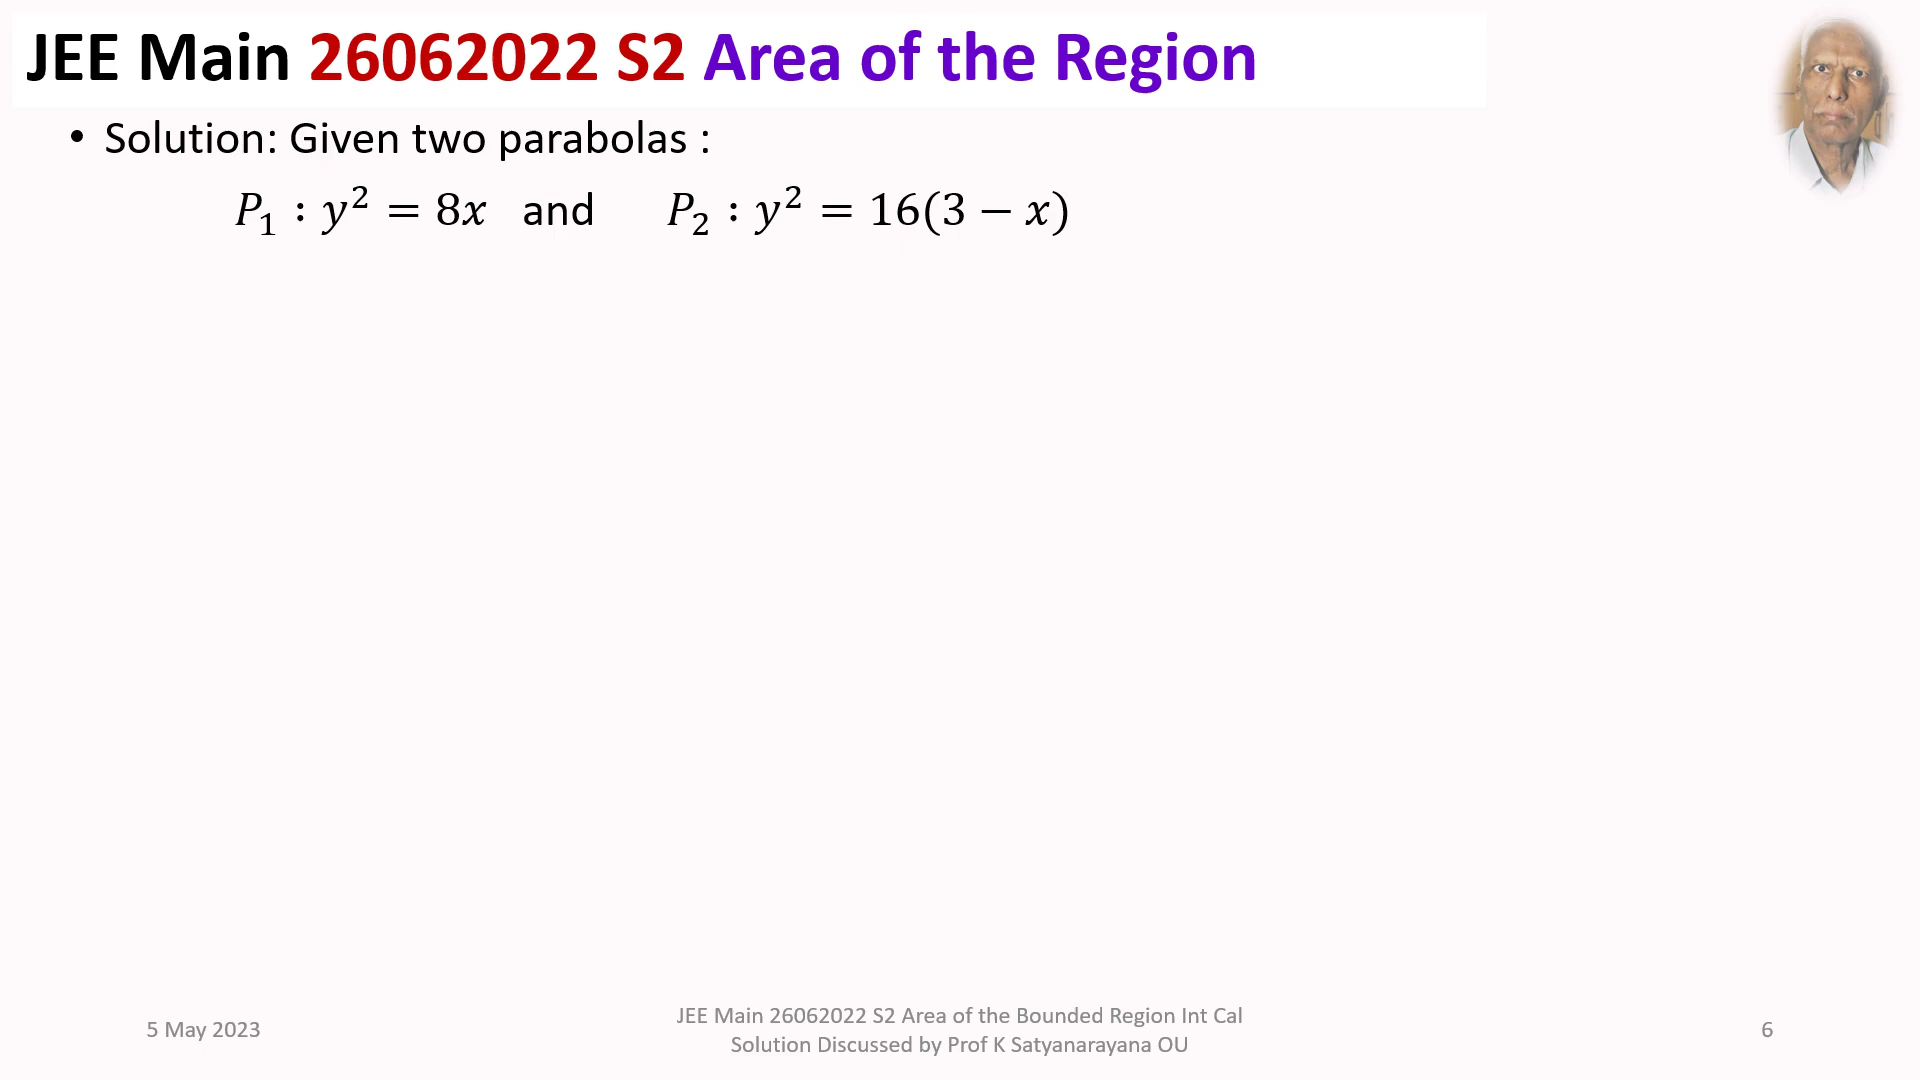 JEE Main 26062022 S2 Area of the Region
• Solution: Given two parabolas :
P₁ : y² = 8x and P₂ : y² = 16(3 − x)
5 May 2023
JEE Main 26062022 S2 Area of the Bounded Region Int Cal
Solution Discussed by Prof K Satyanarayana OU
6